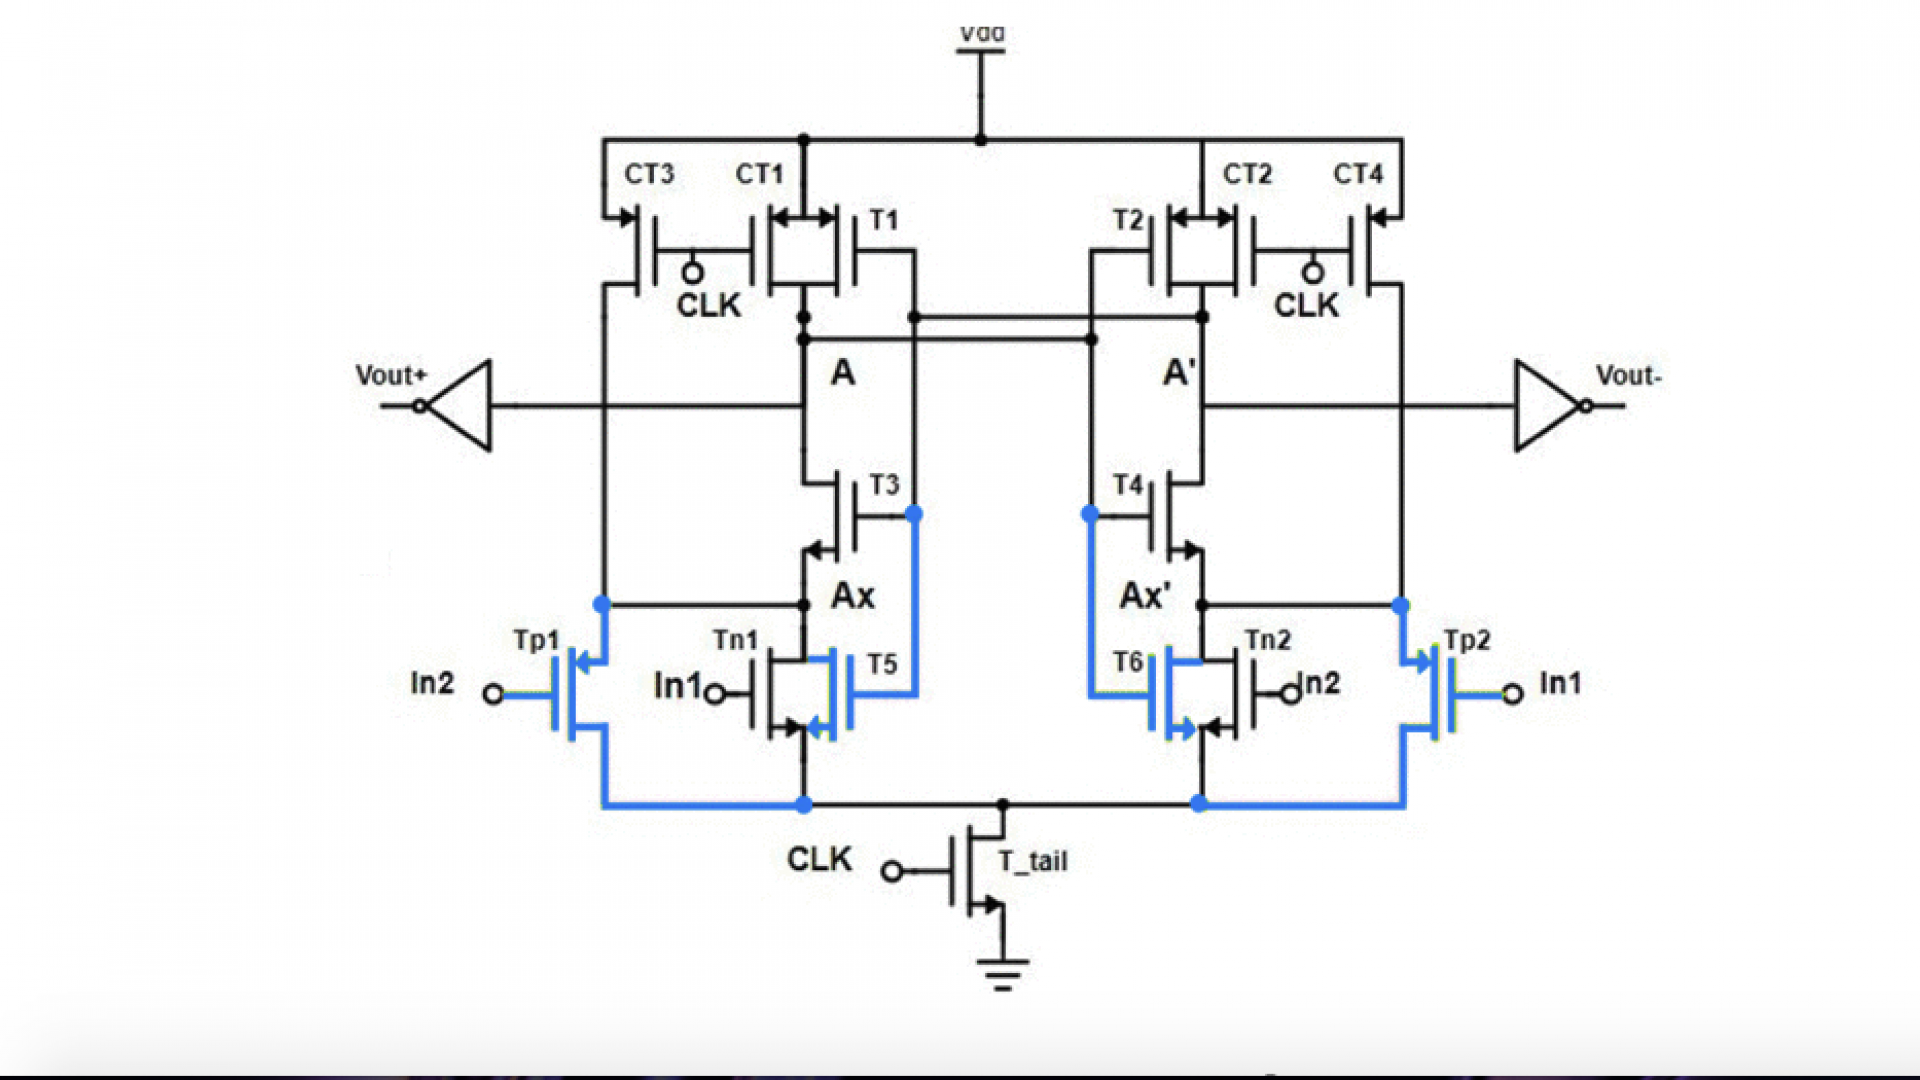 Vdd
CT3 CT1 CT2 CT4
T1 T2
CLK CLK
Vout+ A A' Vout-
T3 T4
Ax Ax'
Tp1 Tn1 T5 T6 Tn2 Tp2
In2 In1 In2 In1
CLK T_tail